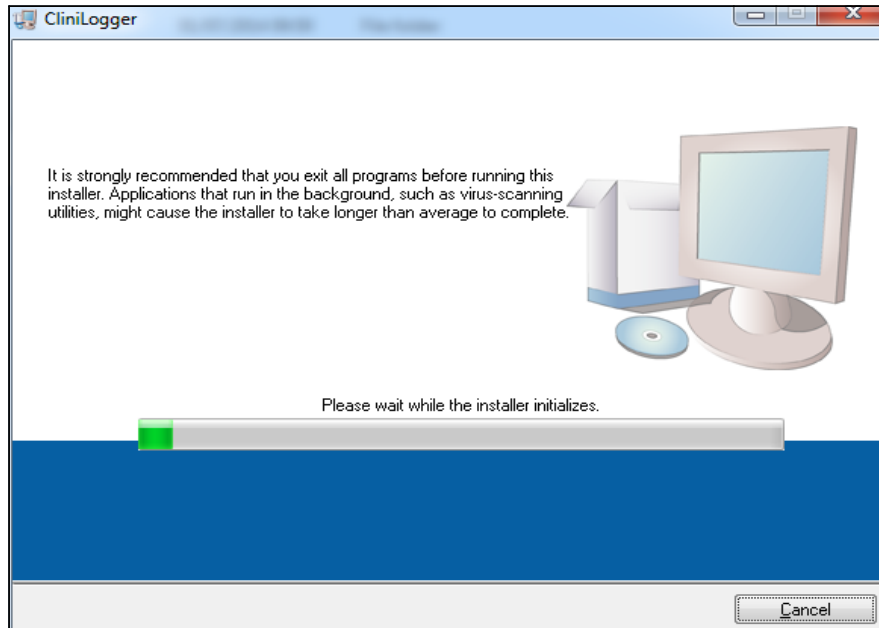 CliniLogger
It is strongly recommended that you exit all programs before running this
installer. Applications that run in the background, such as virus-scanning
utilities, might cause the installer to take longer than average to complete.
Please wait while the installer initializes.
Cancel